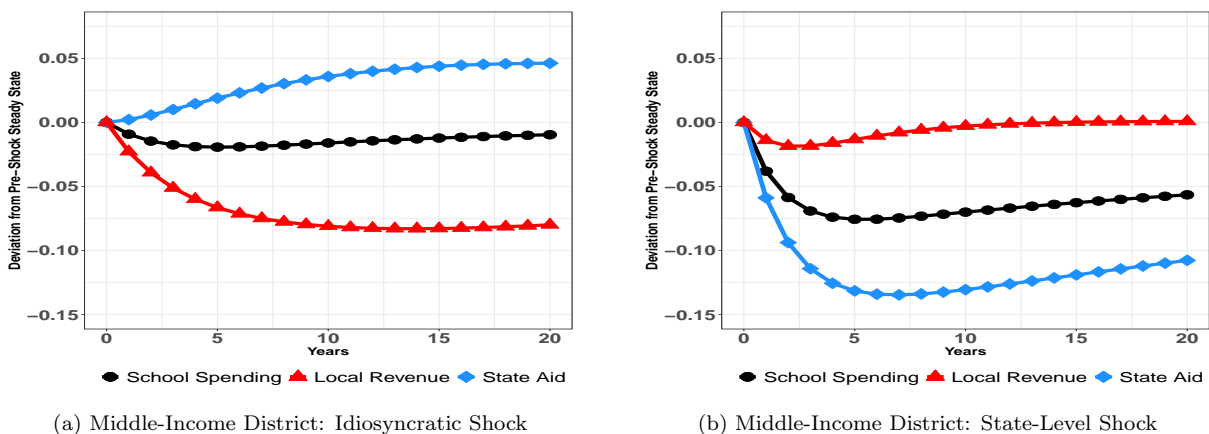 Deviation from Pre−Shock Steady State
0.05
0.00
−0.05
−0.10
−0.15
0 5 10 15 20
Years
School Spending Local Revenue State Aid
(a) Middle-Income District: Idiosyncratic Shock
Deviation from Pre−Shock Steady State
0.05
0.00
−0.05
−0.10
−0.15
0 5 10 15 20
Years
School Spending Local Revenue State Aid
(b) Middle-Income District: State-Level Shock